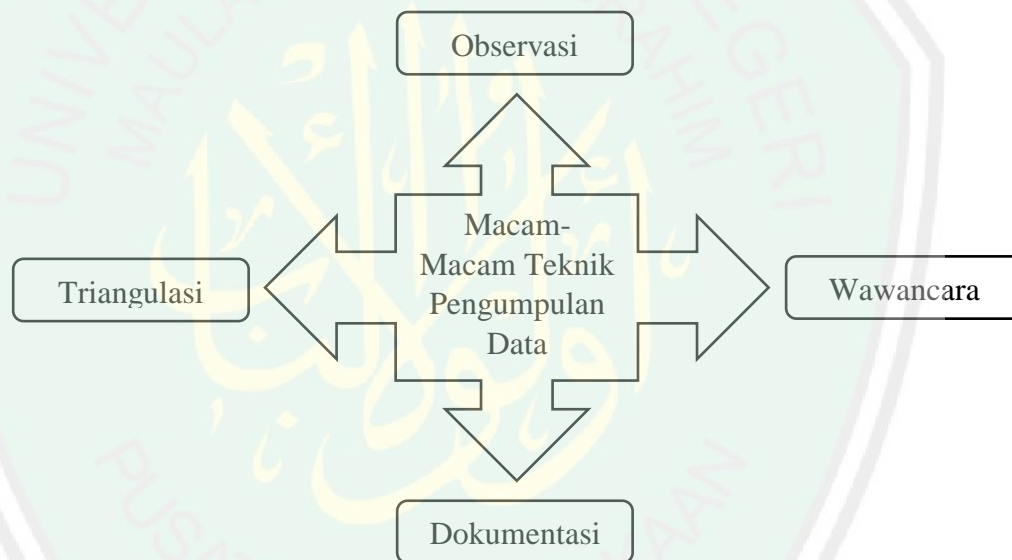 Observasi
Macam-
Macam Teknik
Pengumpulan
Data
Triangulasi
Wawancara
Dokumentasi